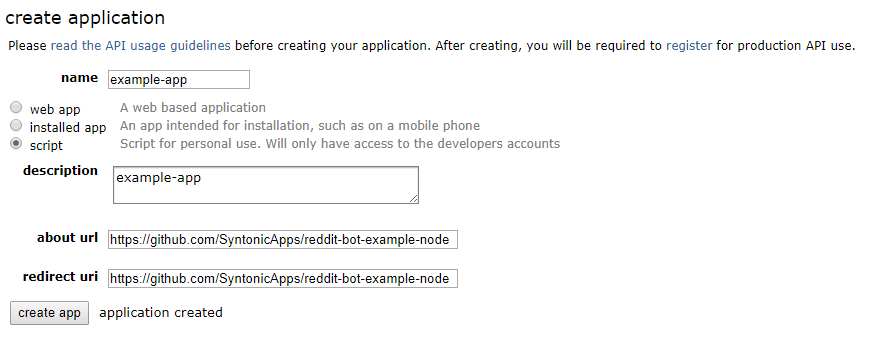 create application
Please read the API usage guidelines before creating your application. After creating, you will be required to register for production API use.
name example-app
web app A web based application
installed app An app intended for installation, such as on a mobile phone
script Script for personal use. Will only have access to the developers accounts
description example-app
about url https://github.com/SyntonicApps/reddit-bot-example-node
redirect uri https://github.com/SyntonicApps/reddit-bot-example-node
create app application created